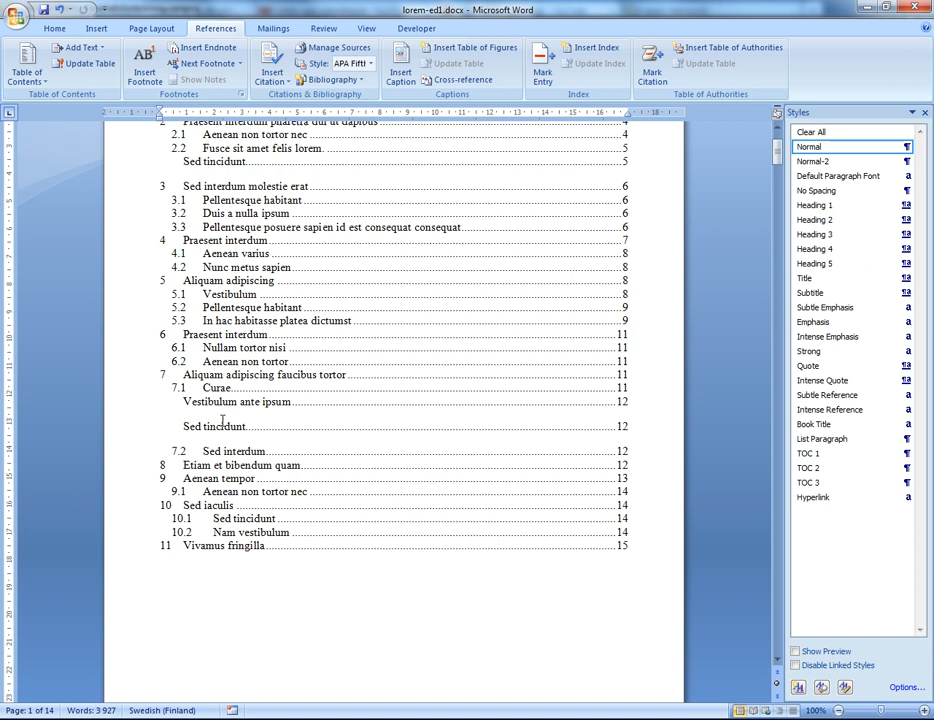 lorem-ed1.docx - Microsoft Word
Home Insert Page Layout References Mailings Review View Developer
Table of Contents
Add Text
Update Table
Table of Contents
AB
1
Insert Footnote
Insert Endnote
Next Footnote
Show Notes
Footnotes
Insert Citation
Manage Sources
Style: APA Fifth
Bibliography
Citations & Bibliography
Insert Caption
Insert Table of Figures
Update Table
Cross-reference
Captions
Mark Entry
Insert Index
Update Index
Index
Mark Citation
Insert Table of Authorities
Update Table
Table of Authorities
2 Praesent interdum pharetra dui ut dapibus 4
2.1 Aenean non tortor nec 4
2.2 Fusce sit amet felis lorem. 5
Sed tincidunt 5
3 Sed interdum molestie erat 6
3.1 Pellentesque habitant 6
3.2 Duis a nulla ipsum 6
3.3 Pellentesque posuere sapien id est consequat consequat 6
4 Praesent interdum 7
4.1 Aenean varius 8
4.2 Nunc metus sapien 8
5 Aliquam adipiscing 8
5.1 Vestibulum 8
5.2 Pellentesque habitant 9
5.3 In hac habitasse platea dictumst 9
6 Praesent interdum 11
6.1 Nullam tortor nisi 11
6.2 Aenean non tortor 11
7 Aliquam adipiscing faucibus tortor 11
7.1 Curae 11
Vestibulum ante ipsum 12
Sed tincidunt 12
7.2 Sed interdum 12
8 Etiam et bibendum quam 12
9 Aenean tempor 13
9.1 Aenean non tortor nec 14
10 Sed iaculis 14
10.1 Sed tincidunt 14
10.2 Nam vestibulum 14
11 Vivamus fringilla 15
Styles
Clear All
Normal
Normal-2
Default Paragraph Font a
No Spacing
Heading 1
Heading 2
Heading 3
Heading 4
Heading 5
Title
Subtitle
Subtle Emphasis a
Emphasis a
Intense Emphasis a
Strong a
Quote
Intense Quote
Subtle Reference a
Intense Reference a
Book Title a
List Paragraph
TOC 1
TOC 2
TOC 3
Hyperlink a
Show Preview
Disable Linked Styles
Options...
Page: 1 of 14 Words: 3 927 Swedish (Finland) 100%